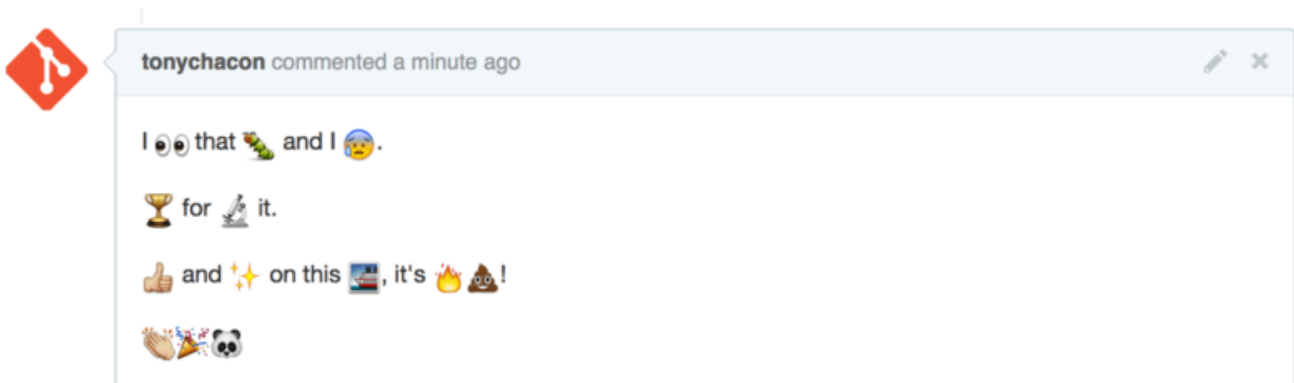 tonychacon commented a minute ago
I 👀 that 🐛 and I 😰.
🏆 for 🔬 it.
👍 and ✨ on this 🚢, it's 🔥💩!
👏🎉🐼